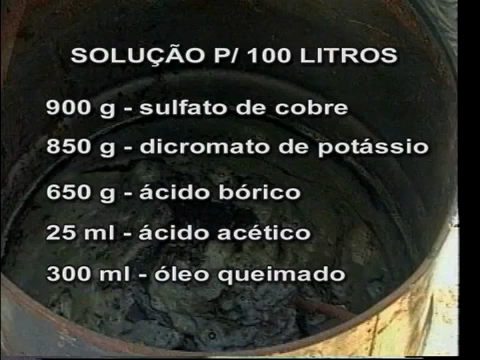 SOLUÇÃO P/ 100 LITROS
900 g - sulfato de cobre
850 g - dicromato de potássio
650 g - ácido bórico
25 ml - ácido acético
300 ml - óleo queimado